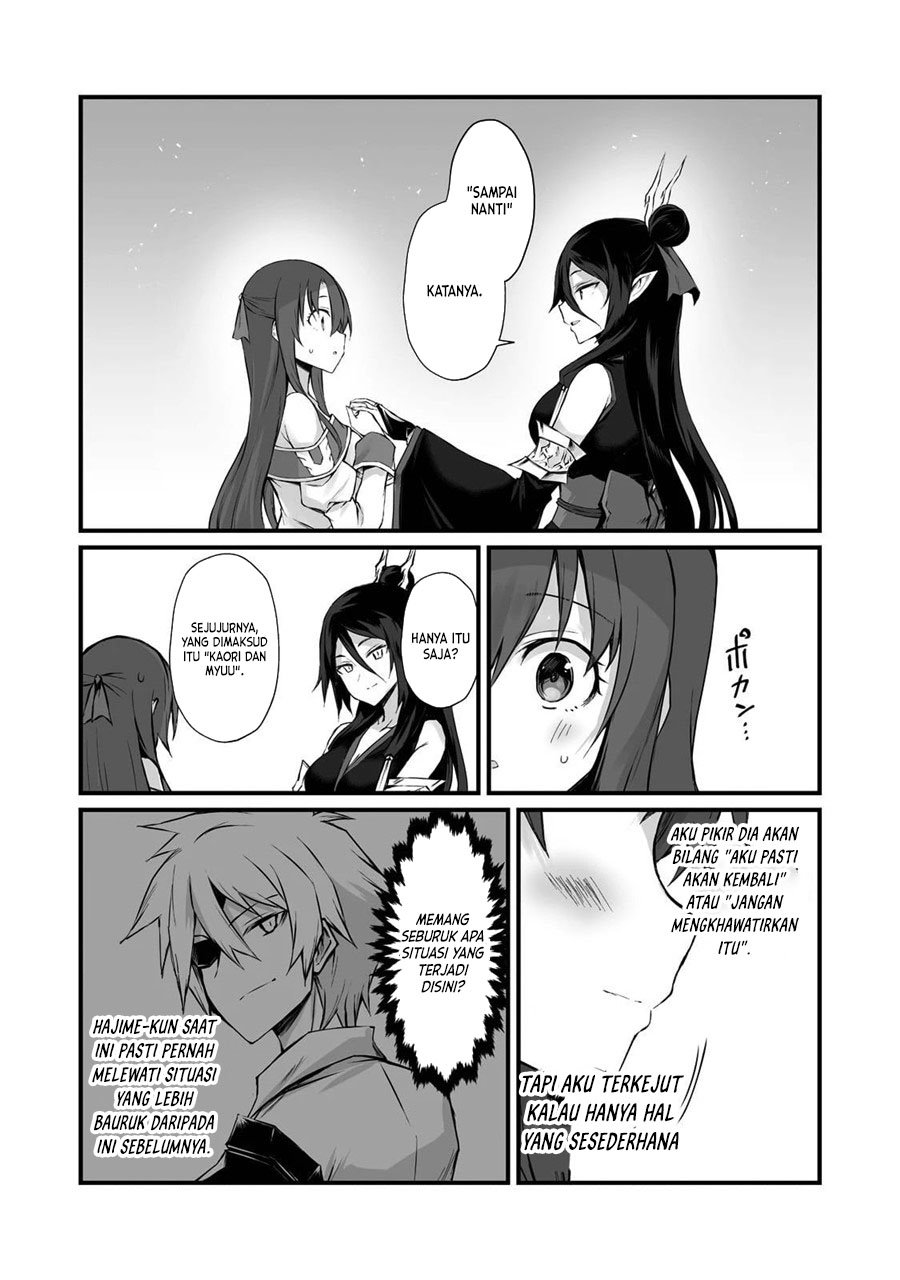 "SAMPAI
NANTI"
KATANYA.
ポカン…
HANYA ITU
SAJA?
SEJUJURNYA,
YANG DIMAKSUD
ITU "KAORI DAN
MYUU".
AKU PIKIR DIA AKAN
BILANG "AKU PASTI
AKAN KEMBALI"
ATAU "JANGAN
MENGKHAWATIRKAN
ITU".
TAPI AKU TERKEJUT
KALAU HANYA HAL
YANG SESEDERHANA
MEMANG
SEBURUK APA
SITUASI YANG
TERJADI
DISINI?
HAJIME-KUN SAAT
INI PASTI PERNAH
MELEWATI SITUASI
YANG LEBIH
BAURUK DARIPADA
INI SEBELUMNYA.